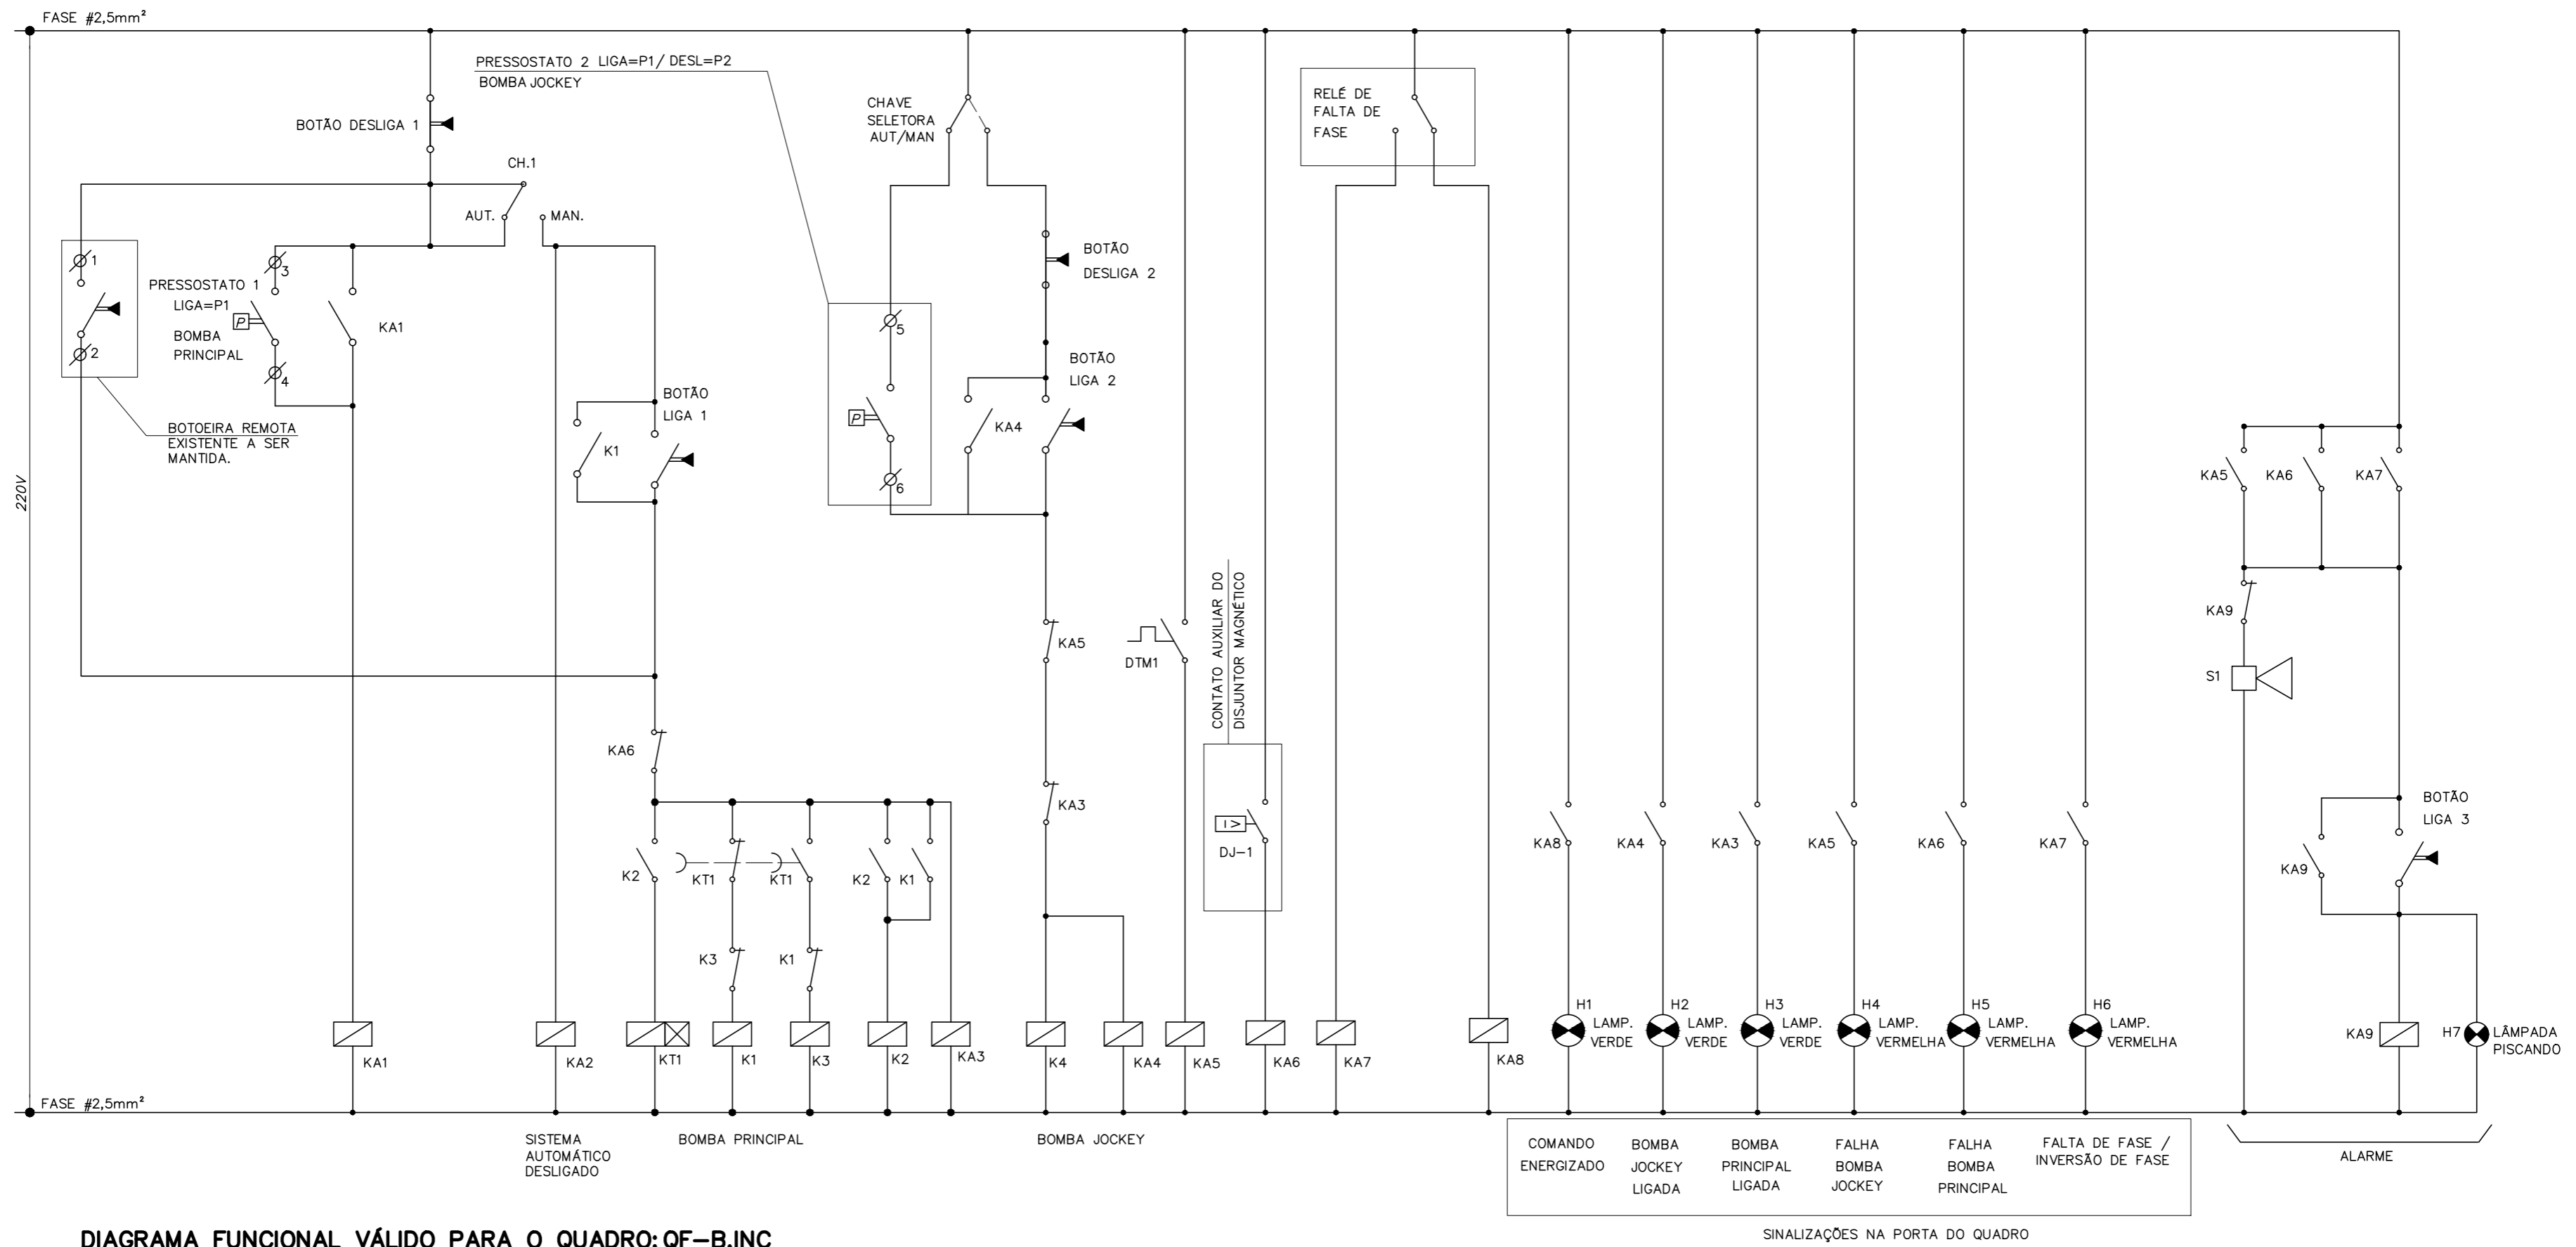 FASE #2,5mm²
PRESSOSTATO 2 LIGA=P1/ DESL=P2
BOMBA JOCKEY
BOTÃO DESLIGA 1
CH.1
AUT.
MAN.
CHAVE
SELETORA
AUT/MAN
RELÉ DE
FALTA DE
FASE
1
2
3
4
PRESSOSTATO 1
LIGA=P1
BOMBA
PRINCIPAL
P
KA1
BOTOEIRA REMOTA
EXISTENTE A SER
MANTIDA.
BOTÃO
LIGA 1
K1
5
P
6
BOTÃO
DESLIGA 2
BOTÃO
LIGA 2
KA4
220V
KA5
KA6
KA7
KA9
S1
KA5
DTM1
CONTATO AUXILIAR DO
DISJUNTOR MAGNÉTICO
KA6
KA3
I >
DJ-1
K2
KT1
KT1
K2
K1
K3
K1
KA8
KA4
KA3
KA5
KA6
KA7
BOTÃO
LIGA 3
KA9
KA1
KA2
KT1
K1
K3
K2
KA3
K4
KA4
KA5
KA6
KA7
KA8
H1
LAMP.
VERDE
H2
LAMP.
VERDE
H3
LAMP.
VERDE
H4
LAMP.
VERMELHA
H5
LAMP.
VERMELHA
H6
LAMP.
VERMELHA
KA9
H7
LÂMPADA
PISCANDO
FASE #2,5mm²
SISTEMA
AUTOMÁTICO
DESLIGADO
BOMBA PRINCIPAL
BOMBA JOCKEY
COMANDO
ENERGIZADO
BOMBA
JOCKEY
LIGADA
BOMBA
PRINCIPAL
LIGADA
FALHA
BOMBA
JOCKEY
FALHA
BOMBA
PRINCIPAL
FALTA DE FASE /
INVERSÃO DE FASE
ALARME
SINALIZAÇÕES NA PORTA DO QUADRO
DIAGRAMA FUNCIONAL VÁLIDO PARA O QUADRO: QF-B.INC